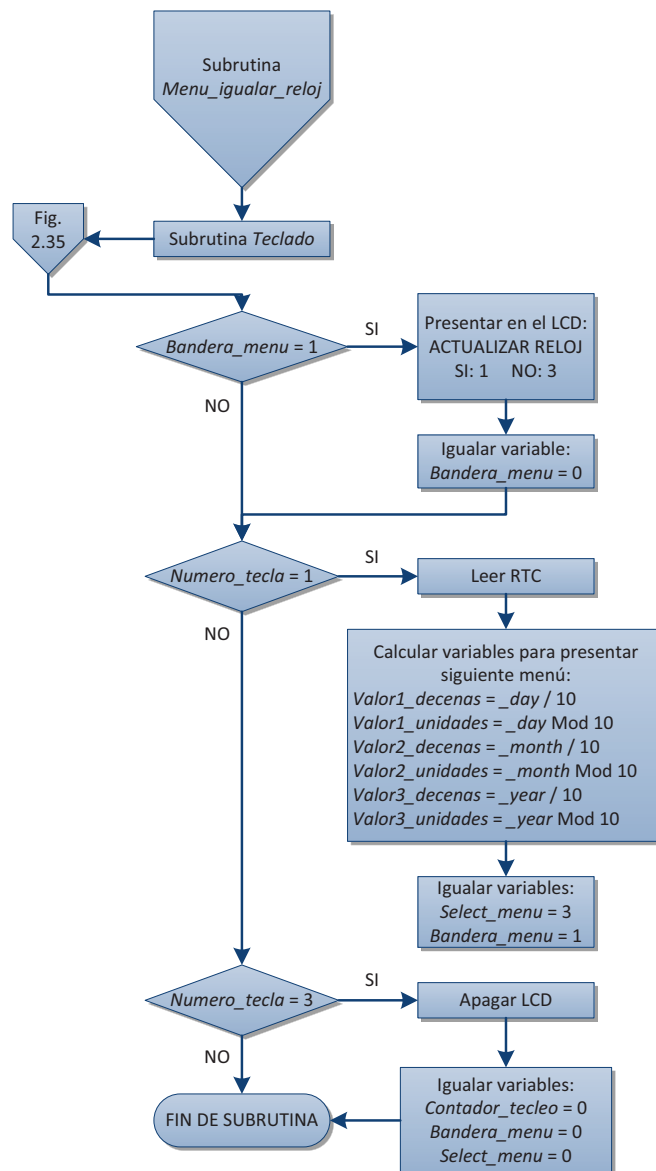 Subrutina
Menu_igualar_reloj
Subrutina Teclado
Fig.
2.35
Bandera_menu = 1
SI
Presentar en el LCD:
ACTUALIZAR RELOJ
SI: 1 NO: 3
NO
Igualar variable:
Bandera_menu = 0
Numero_tecla = 1
SI
Leer RTC
NO
Calcular variables para presentar
siguiente menú:
Valor1_decenas = _day / 10
Valor1_unidades = _day Mod 10
Valor2_decenas = _month / 10
Valor2_unidades = _month Mod 10
Valor3_decenas = _year / 10
Valor3_unidades = _year Mod 10
Igualar variables:
Select_menu = 3
Bandera_menu = 1
Numero_tecla = 3
SI
Apagar LCD
NO
Igualar variables:
Contador_tecleo = 0
Bandera_menu = 0
Select_menu = 0
FIN DE SUBRUTINA